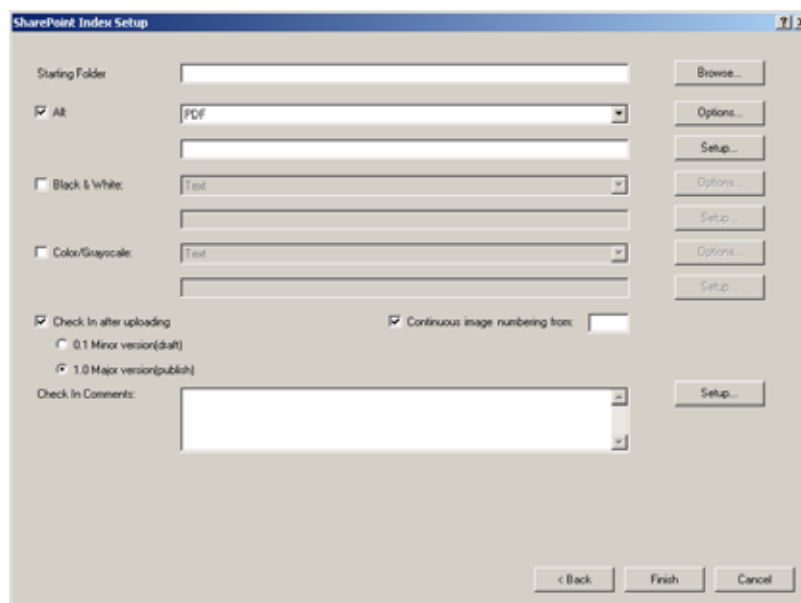 SharePoint Index Setup
Starting Folder
Browse...
All:
PDF
Options...
Setup...
Black & White:
Text
Options...
Setup...
Color/Grayscale:
Text
Options...
Setup ...
Check In after uploading
Continuous image numbering from:
0.1 Minor version(draft)
1.0 Major version(publish)
Check In Comments:
Setup...
< Back
Finish
Cancel